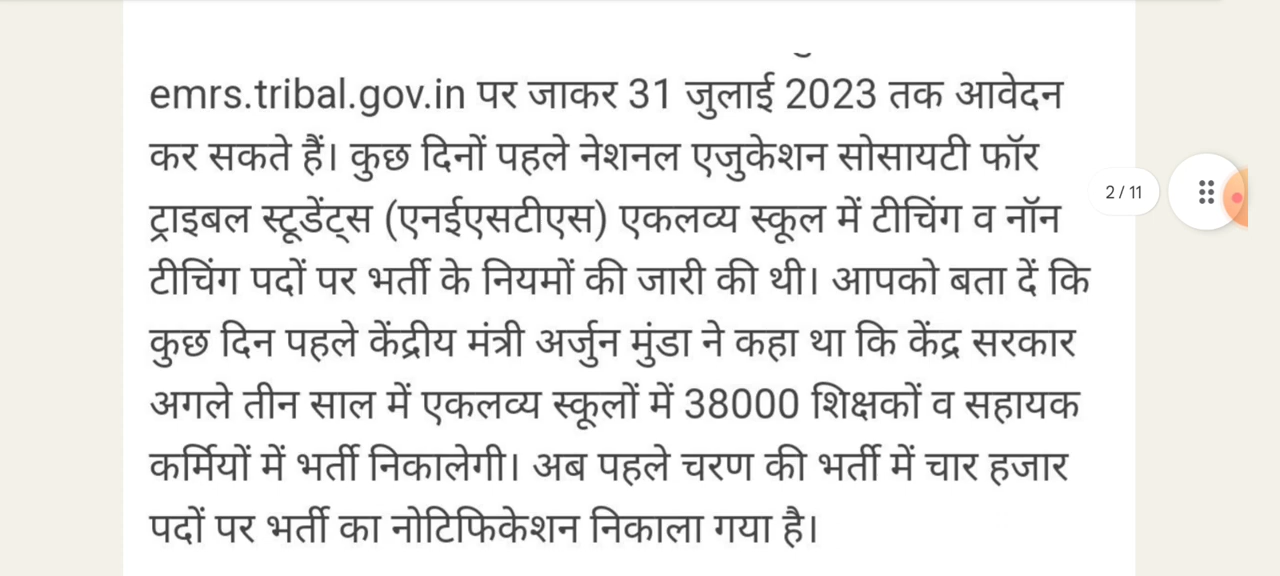 emrs.tribal.gov.in पर जाकर 31 जुलाई 2023 तक आवेदन
कर सकते हैं। कुछ दिनों पहले नेशनल एजुकेशन सोसायटी फॉर
ट्राइबल स्टूडेंट्स (एनईएसटीएस) एकलव्य स्कूल में टीचिंग व नॉन
टीचिंग पदों पर भर्ती के नियमों की जारी की थी। आपको बता दें कि
कुछ दिन पहले केंद्रीय मंत्री अर्जुन मुंडा ने कहा था कि केंद्र सरकार
अगले तीन साल में एकलव्य स्कूलों में 38000 शिक्षकों व सहायक
कर्मियों में भर्ती निकालेगी। अब पहले चरण की भर्ती में चार हजार
पदों पर भर्ती का नोटिफिकेशन निकाला गया है।
2 / 11